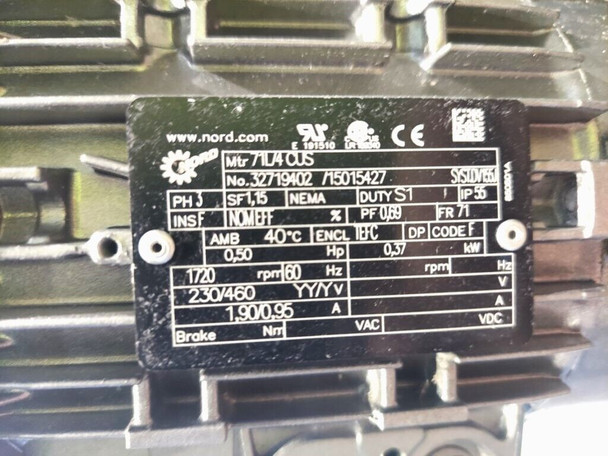 www.nord.com
E 191510
LR 112560
CE
NORD
Mtr 71L/4 CUS
No. 32719402 /15015427
PH 3 SF 1,15 NEMA DUTY S1 IP 55
INS F NOM EFF % PF 0,69 FR 71
AMB 40°C ENCL TEFC DP CODE F
0,50 Hp 0,37 kW
1720 rpm 60 Hz rpm Hz
230/460 YY/Y V V
1,90/0,95 A A
Brake Nm VAC VDC